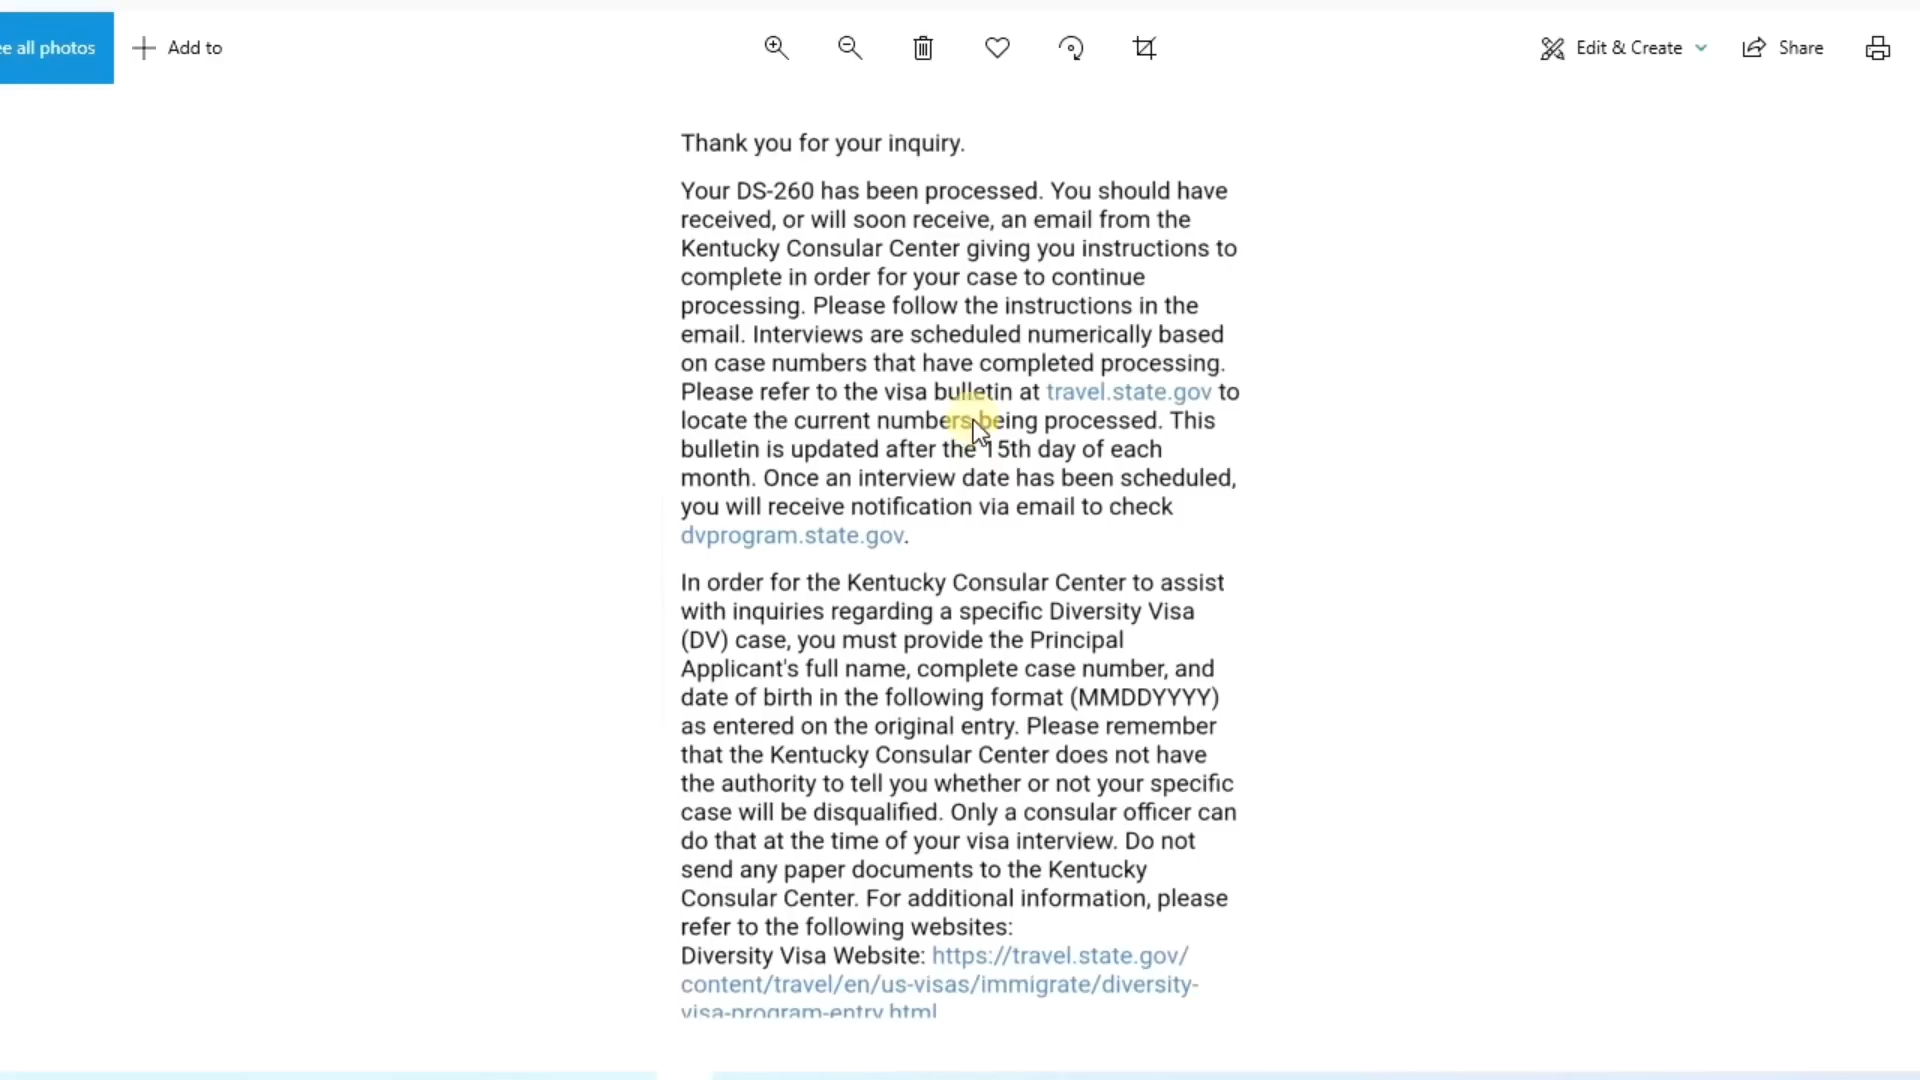 e all photos
Add to
Edit & Create
Share
Thank you for your inquiry.
Your DS-260 has been processed. You should have
received, or will soon receive, an email from the
Kentucky Consular Center giving you instructions to
complete in order for your case to continue
processing. Please follow the instructions in the
email. Interviews are scheduled numerically based
on case numbers that have completed processing.
Please refer to the visa bulletin at travel.state.gov to
locate the current numbers being processed. This
bulletin is updated after the 15th day of each
month. Once an interview date has been scheduled,
you will receive notification via email to check
dvprogram.state.gov.
In order for the Kentucky Consular Center to assist
with inquiries regarding a specific Diversity Visa
(DV) case, you must provide the Principal
Applicant's full name, complete case number, and
date of birth in the following format (MMDDYYYY)
as entered on the original entry. Please remember
that the Kentucky Consular Center does not have
the authority to tell you whether or not your specific
case will be disqualified. Only a consular officer can
do that at the time of your visa interview. Do not
send any paper documents to the Kentucky
Consular Center. For additional information, please
refer to the following websites:
Diversity Visa Website: https://travel.state.gov/
content/travel/en/us-visas/immigrate/diversity-
visa-program-entry.html